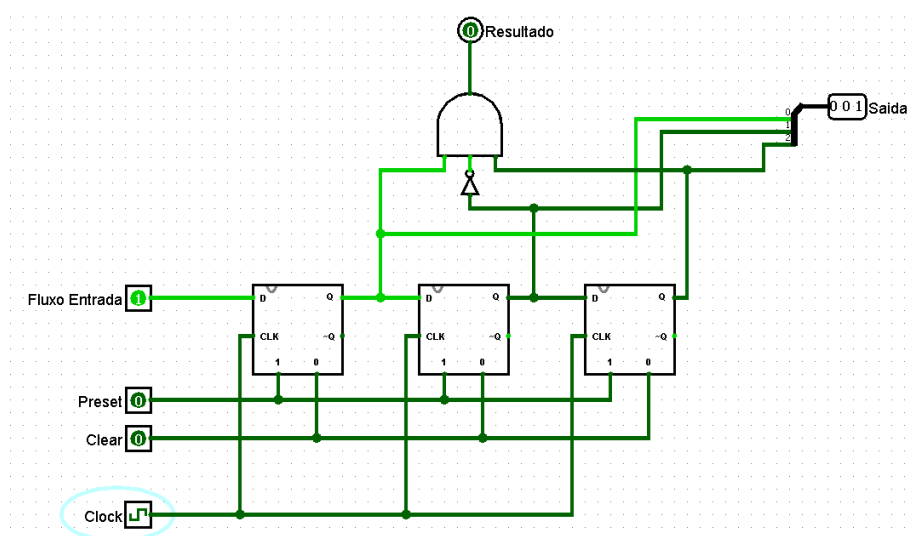 0 Resultado
0
1
2
0 0 1 Saida
Fluxo Entrada 1
D Q
CLK ~Q
1 0
D Q
CLK ~Q
1 0
D Q
CLK ~Q
1 0
Preset 0
Clear 0
Clock